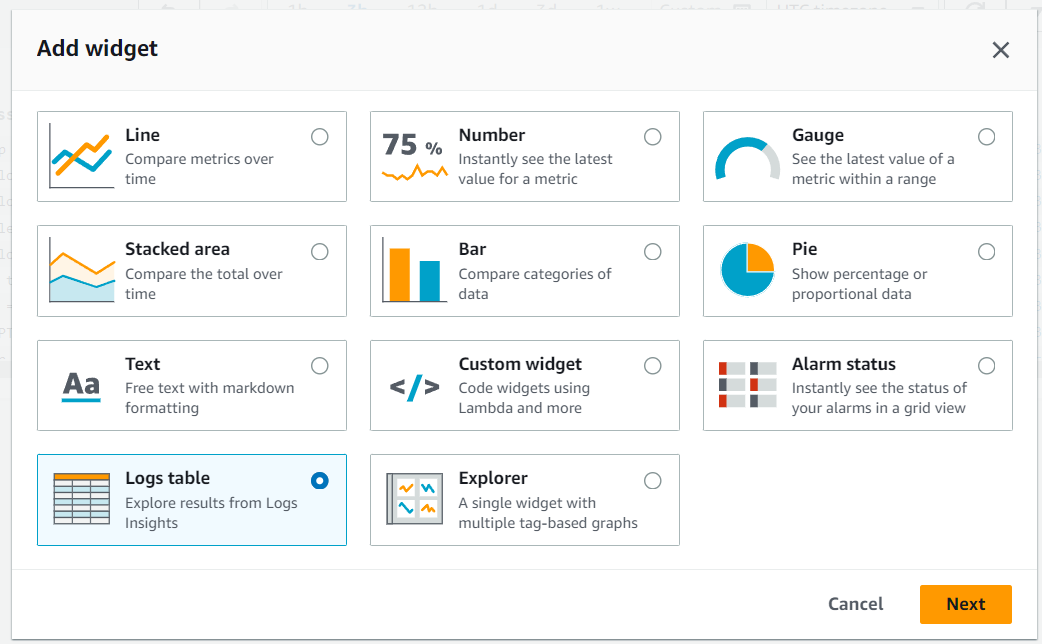 Add widget
Line
Compare metrics over
time
75 %
Number
Instantly see the latest
value for a metric
Gauge
See the latest value of a
metric within a range
Stacked area
Compare the total over
time
Bar
Compare categories of
data
Pie
Show percentage or
proportional data
Aa
Text
Free text with markdown
formatting
</>
Custom widget
Code widgets using
Lambda and more
Alarm status
Instantly see the status of
your alarms in a grid view
Logs table
Explore results from Logs
Insights
Explorer
A single widget with
multiple tag-based graphs
Cancel
Next